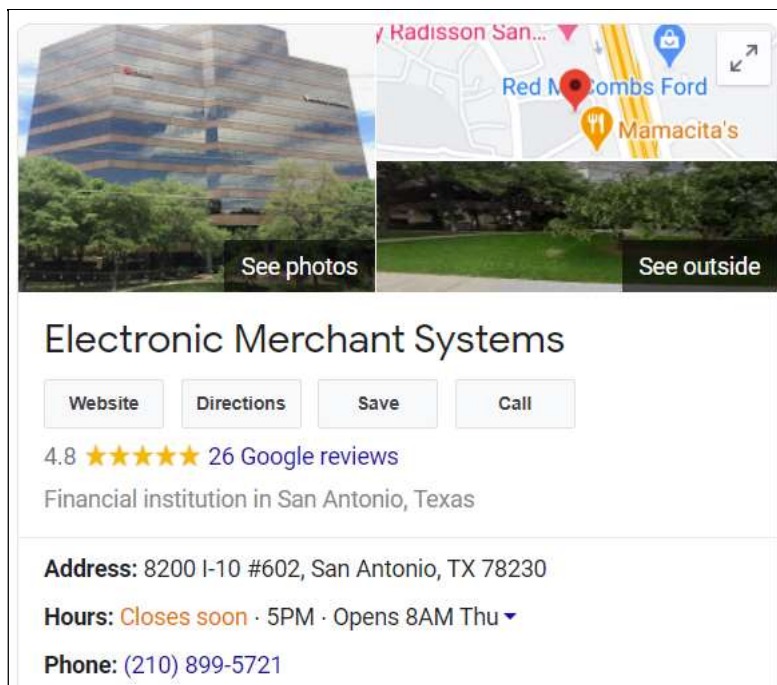 y Radisson San...
Red McCombs Ford
Mamacita's
See photos
See outside
Electronic Merchant Systems
Website
Directions
Save
Call
4.8 ★★★★★ 26 Google reviews
Financial institution in San Antonio, Texas
Address: 8200 I-10 #602, San Antonio, TX 78230
Hours: Closes soon · 5PM · Opens 8AM Thu
Phone: (210) 899-5721